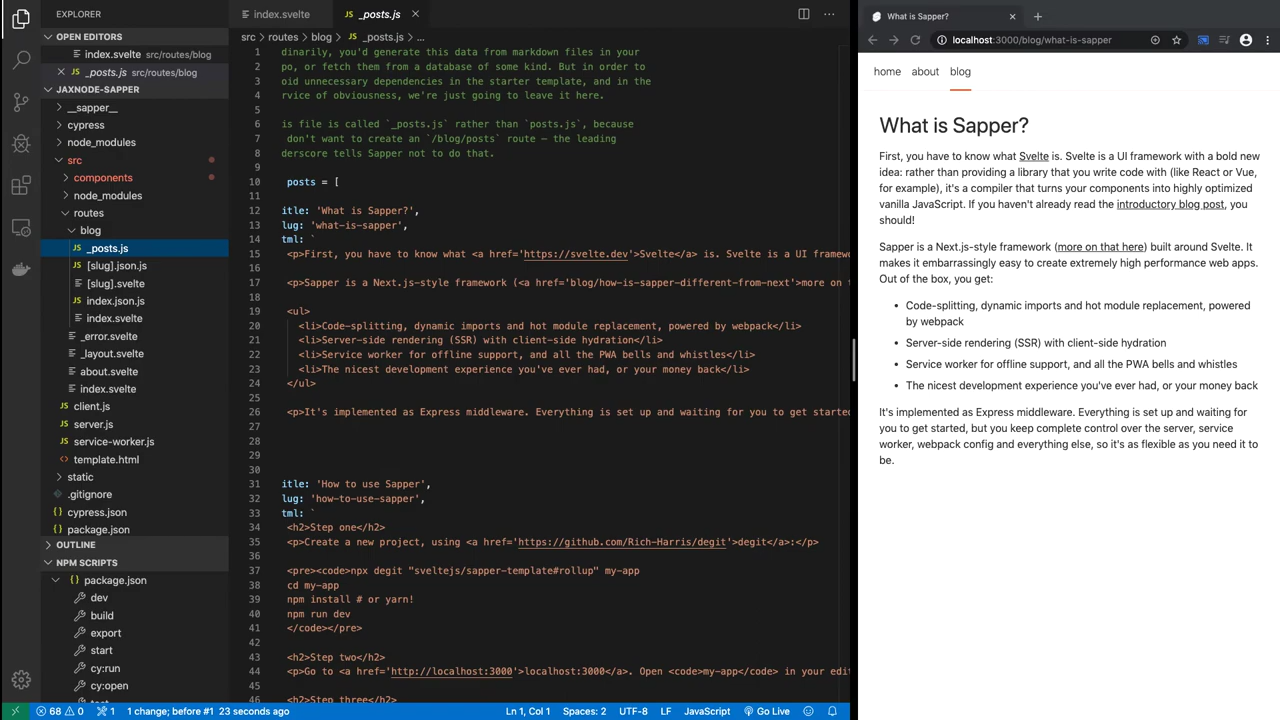 EXPLORER
OPEN EDITORS
index.svelte src/routes/blog
_posts.js src/routes/blog
JAXNODE-SAPPER
__sapper__
cypress
node_modules
src
components
node_modules
routes
blog
_posts.js
[slug].json.js
[slug].svelte
index.json.js
index.svelte
_error.svelte
_layout.svelte
about.svelte
index.svelte
client.js
server.js
service-worker.js
template.html
static
.gitignore
cypress.json
package.json
OUTLINE
NPM SCRIPTS
package.json
dev
build
export
start
cy:run
cy:open
index.svelte
_posts.js
src > routes > blog > _posts.js > ...
1 dinarily, you'd generate this data from markdown files in your
2 po, or fetch them from a database of some kind. But in order to
3 oid unnecessary dependencies in the starter template, and in the
4 rvice of obviousness, we're just going to leave it here.
5
6 is file is called `_posts.js` rather than `posts.js`, because
7 don't want to create an `/blog/posts` route — the leading
8 derscore tells Sapper not to do that.
9
10 posts = [
11
12 itle: 'What is Sapper?',
13 lug: 'what-is-sapper',
14 tml: `
15 <p>First, you have to know what <a href='https://svelte.dev'>Svelte</a> is. Svelte is a UI framewo
16
17 <p>Sapper is a Next.js-style framework (<a href='blog/how-is-sapper-different-from-next'>more on t
18
19 <ul>
20 <li>Code-splitting, dynamic imports and hot module replacement, powered by webpack</li>
21 <li>Server-side rendering (SSR) with client-side hydration</li>
22 <li>Service worker for offline support, and all the PWA bells and whistles</li>
23 <li>The nicest development experience you've ever had, or your money back</li>
24 </ul>
25
26 <p>It's implemented as Express middleware. Everything is set up and waiting for you to get started
27
28
29
30
31 itle: 'How to use Sapper',
32 lug: 'how-to-use-sapper',
33 tml: `
34 <h2>Step one</h2>
35 <p>Create a new project, using <a href='https://github.com/Rich-Harris/degit'>degit</a>:</p>
36
37 <pre><code>npx degit "sveltejs/sapper-template#rollup" my-app
38 cd my-app
39 npm install # or yarn!
40 npm run dev
41 </code></pre>
42
43 <h2>Step two</h2>
44 <p>Go to <a href='http://localhost:3000'>localhost:3000</a>. Open <code>my-app</code> in your edit
45
46 <h2>Step three</h2>
68 0 1 1 change; before #1 23 seconds ago
Ln 1, Col 1 Spaces: 2 UTF-8 LF JavaScript Go Live
What is Sapper?
localhost:3000/blog/what-is-sapper
home about blog
What is Sapper?
First, you have to know what Svelte is. Svelte is a UI framework with a bold new
idea: rather than providing a library that you write code with (like React or Vue,
for example), it's a compiler that turns your components into highly optimized
vanilla JavaScript. If you haven't already read the introductory blog post, you
should!
Sapper is a Next.js-style framework (more on that here) built around Svelte. It
makes it embarrassingly easy to create extremely high performance web apps.
Out of the box, you get:
• Code-splitting, dynamic imports and hot module replacement, powered
by webpack
• Server-side rendering (SSR) with client-side hydration
• Service worker for offline support, and all the PWA bells and whistles
• The nicest development experience you've ever had, or your money back
It's implemented as Express middleware. Everything is set up and waiting for
you to get started, but you keep complete control over the server, service
worker, webpack config and everything else, so it's as flexible as you need it to
be.